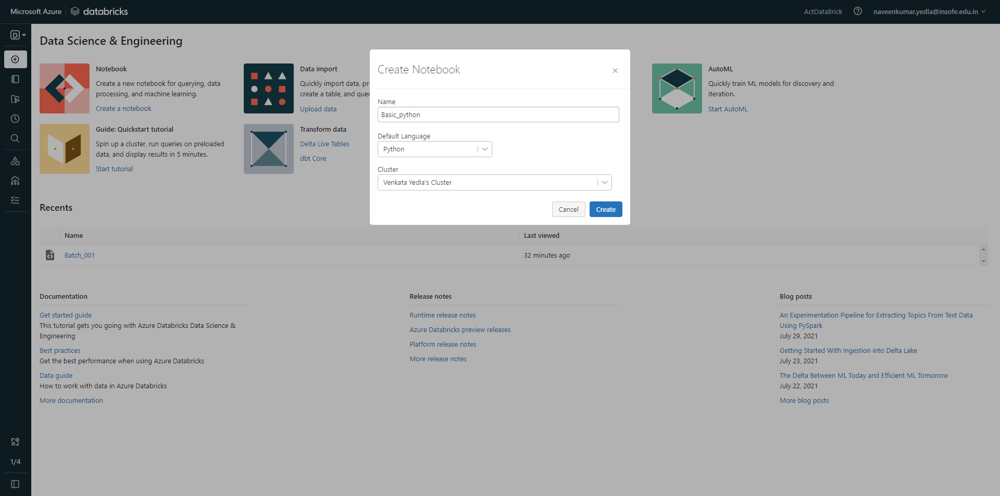 Microsoft Azure databricks
ActDataBrick
naveenkumar.yedla@insofe.edu.in
D
Data Science & Engineering
Notebook
Create a new notebook for querying, data
processing, and machine learning.
Create a notebook
Data import
Quickly import data, pr
create a table, and quer
Upload data
AutoML
Quickly train ML models for discovery and
iteration.
Start AutoML
Guide: Quickstart tutorial
Spin up a cluster, run queries on preloaded
data, and display results in 5 minutes.
Start tutorial
Transform data
Delta Live Tables
dbt Core
Create Notebook
Name
Basic_python
Default Language
Python
Cluster
Venkata Yedla's Cluster
Cancel Create
Recents
Name Last viewed
Batch_001 32 minutes ago
Documentation
Get started guide
This tutorial gets you going with Azure Databricks Data Science &
Engineering
Best practices
Get the best performance when using Azure Databricks
Data guide
How to work with data in Azure Databricks
More documentation
Release notes
Runtime release notes
Azure Databricks preview releases
Platform release notes
More release notes
Blog posts
An Experimentation Pipeline for Extracting Topics From Text Data
Using PySpark
July 29, 2021
Getting Started With Ingestion into Delta Lake
July 23, 2021
The Delta Between ML Today and Efficient ML Tomorrow
July 22, 2021
More blog posts
1/4